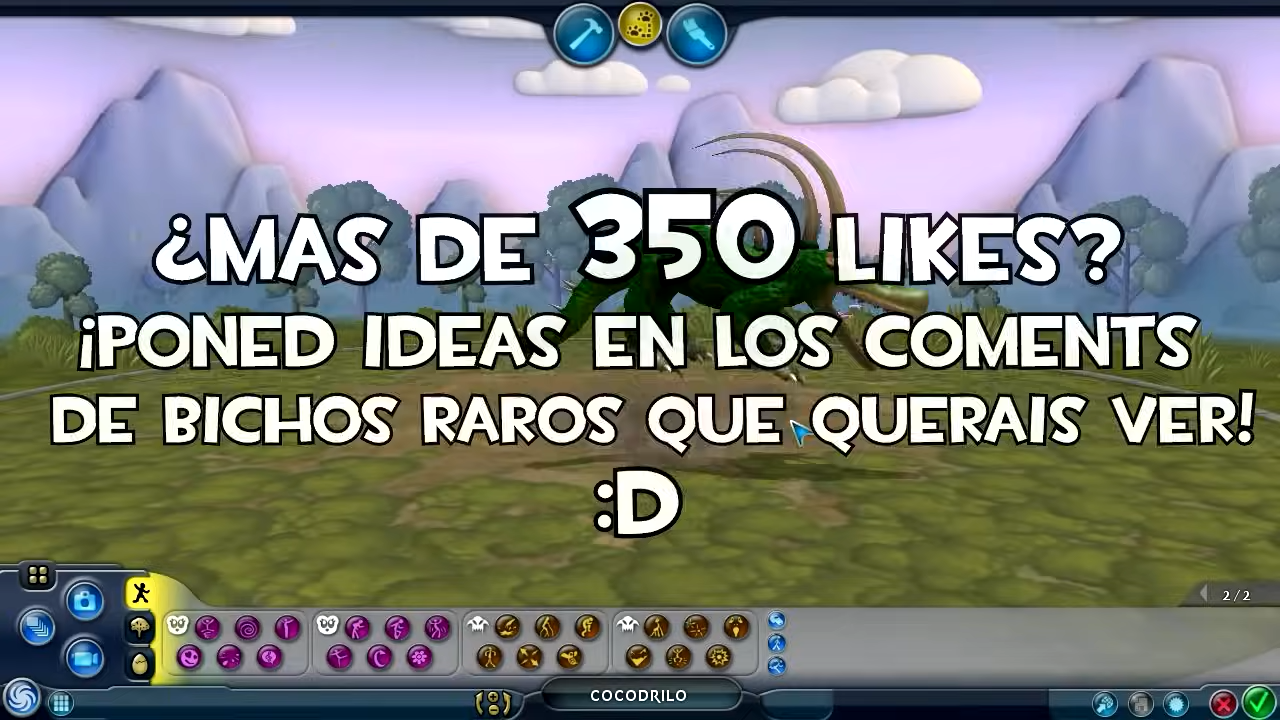 ¿MAS DE 350 LIKES?
¡PONED IDEAS EN LOS COMENTS
DE BICHOS RAROS QUE QUERAIS VER!
:D
2 / 2
COCODRILO